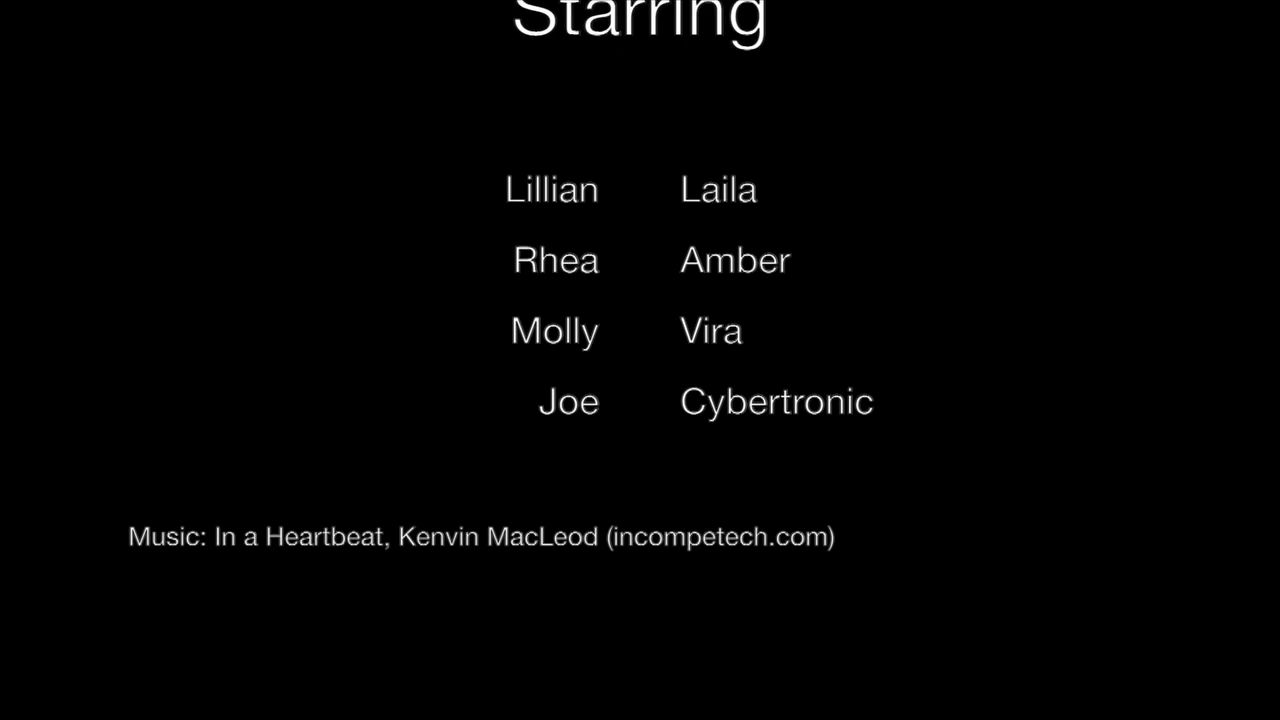 Starring
Lillian Laila
Rhea Amber
Molly Vira
Joe Cybertronic
Music: In a Heartbeat, Kenvin MacLeod (incompetech.com)